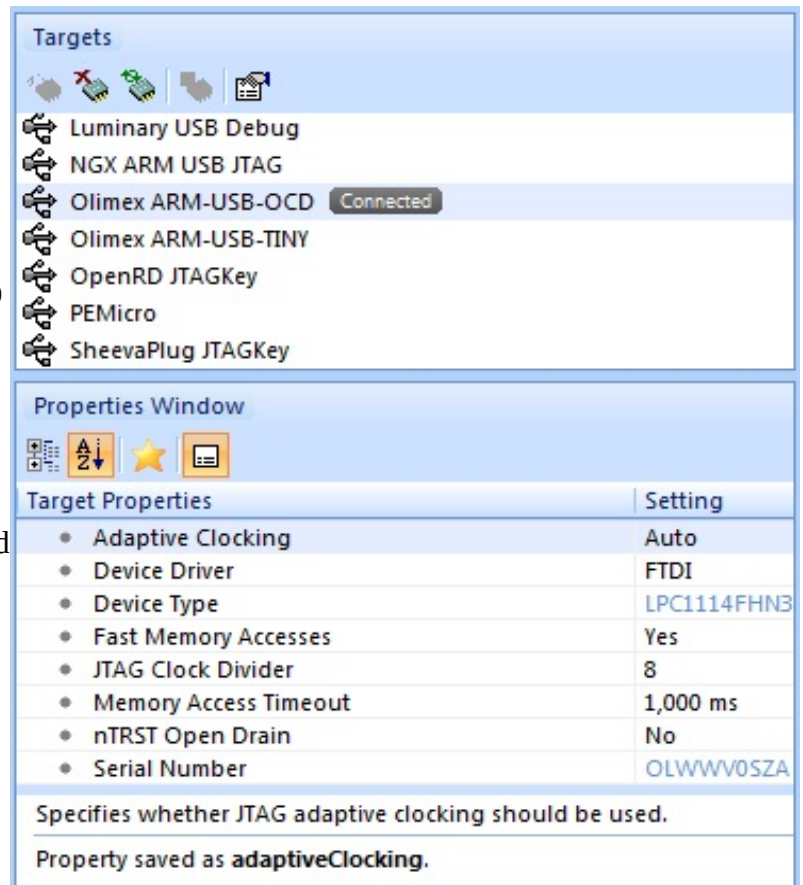 Targets
Luminary USB Debug
NGX ARM USB JTAG
Olimex ARM-USB-OCD Connected
Olimex ARM-USB-TINY
OpenRD JTAGKey
)
PEMicro
SheevaPlug JTAGKey
Properties Window
Target Properties Setting
d
Adaptive Clocking Auto
Device Driver FTDI
Device Type LPC1114FHN3
Fast Memory Accesses Yes
JTAG Clock Divider 8
Memory Access Timeout 1,000 ms
nTRST Open Drain No
Serial Number OLWWV0SZA
Specifies whether JTAG adaptive clocking should be used.
Property saved as adaptiveClocking.